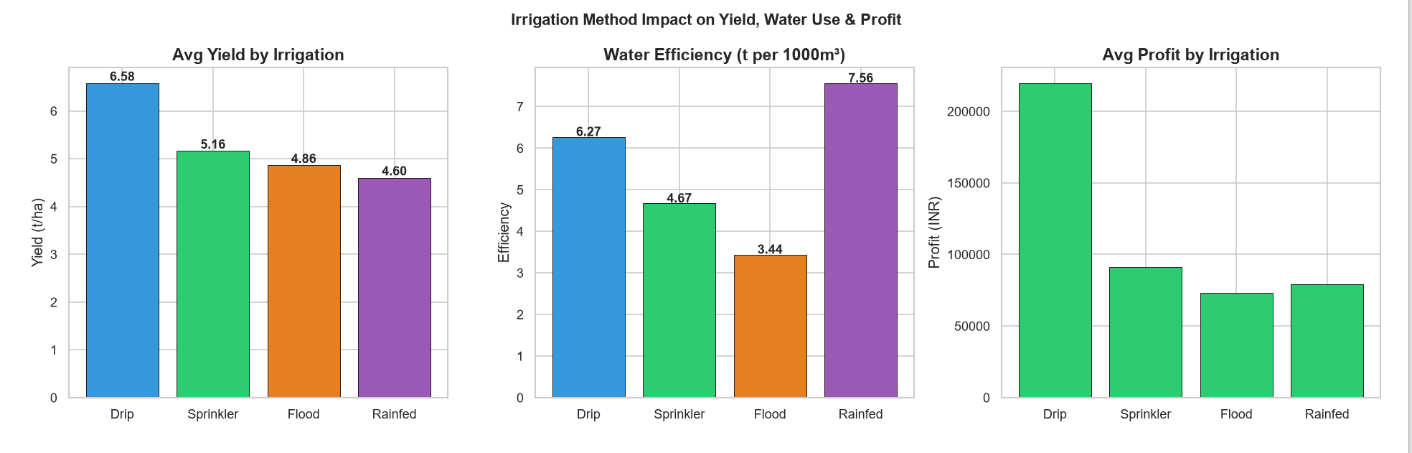 Irrigation Method Impact on Yield, Water Use & Profit
Avg Yield by Irrigation
Yield (t/ha)
6
5
4
3
2
1
0
6.58
5.16
4.86
4.60
Drip
Sprinkler
Flood
Rainfed
Water Efficiency (t per 1000m³)
Efficiency
7
6
5
4
3
2
1
0
6.27
4.67
3.44
7.56
Drip
Sprinkler
Flood
Rainfed
Avg Profit by Irrigation
Profit (INR)
200000
150000
100000
50000
0
Drip
Sprinkler
Flood
Rainfed